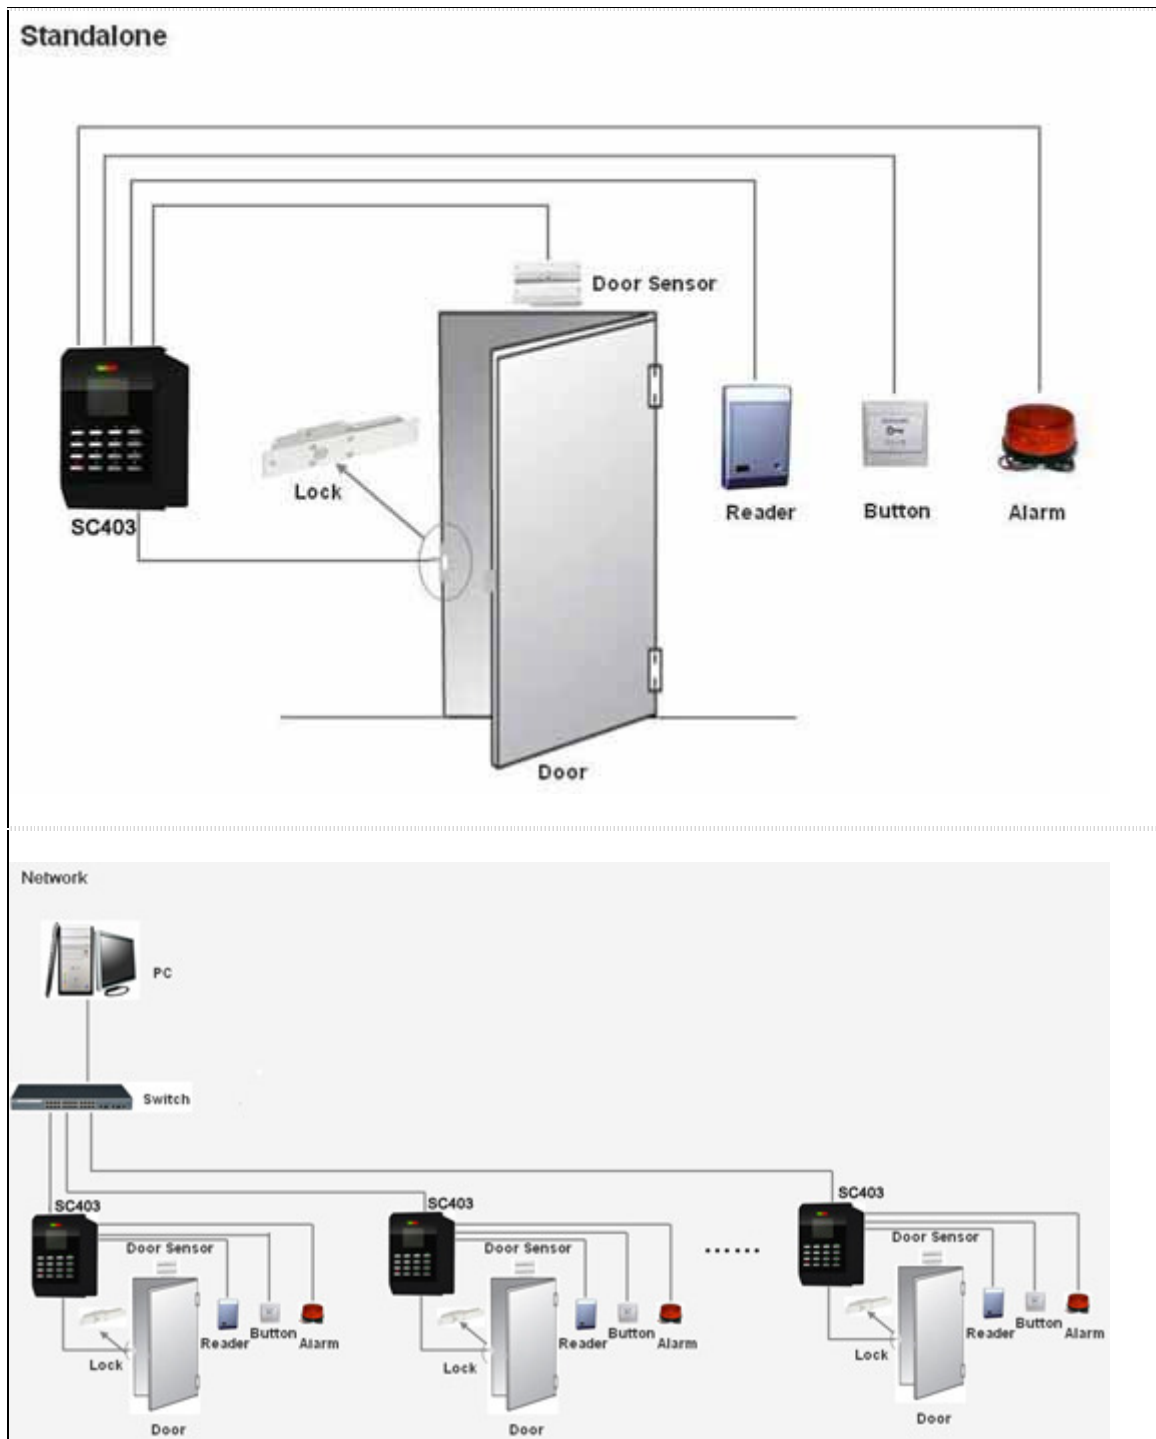 Standalone
Door Sensor
Lock
SC403
Reader
Button
Alarm
Door
Network
PC
Switch
SC403
SC403
SC403
Door Sensor
Door Sensor
Door Sensor
Reader
Button
Alarm
Reader
Button
Alarm
Reader
Button
Alarm
Lock
Lock
Lock
Door
Door
Door